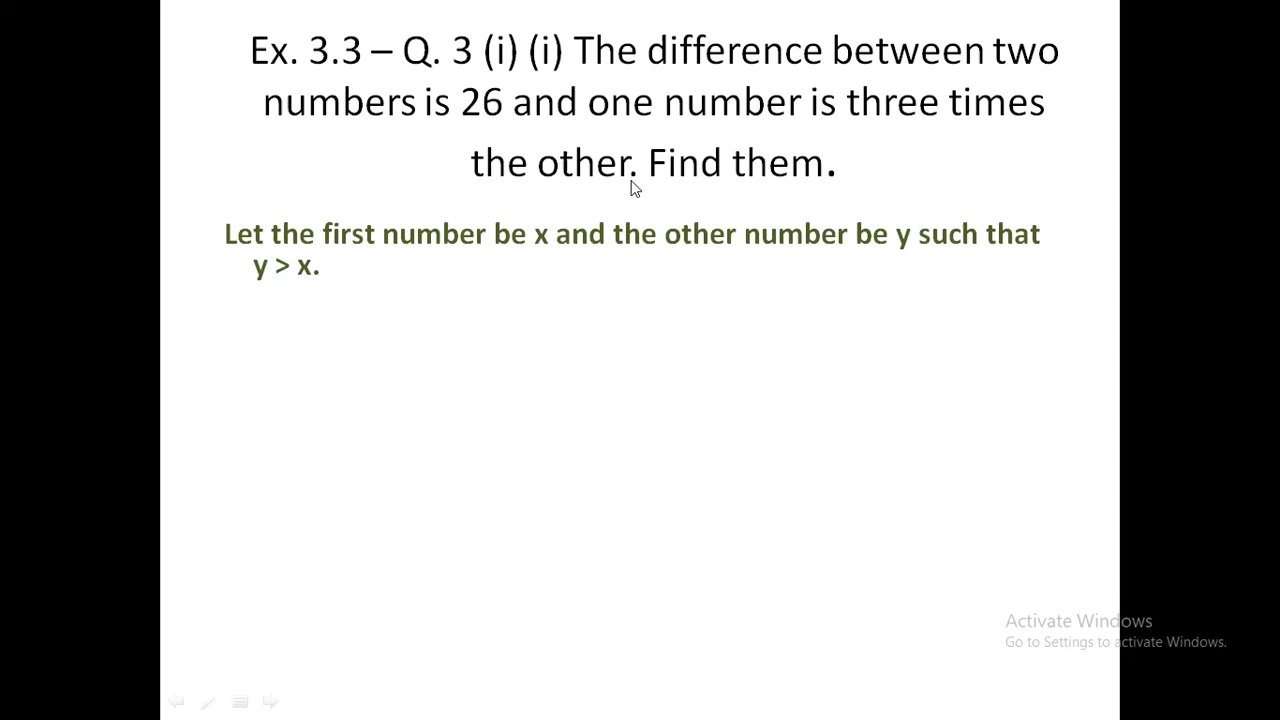 Ex. 3.3 – Q. 3 (i) (i) The difference between two
numbers is 26 and one number is three times
the other. Find them.
Let the first number be x and the other number be y such that
y > x.
Activate Windows
Go to Settings to activate Windows.